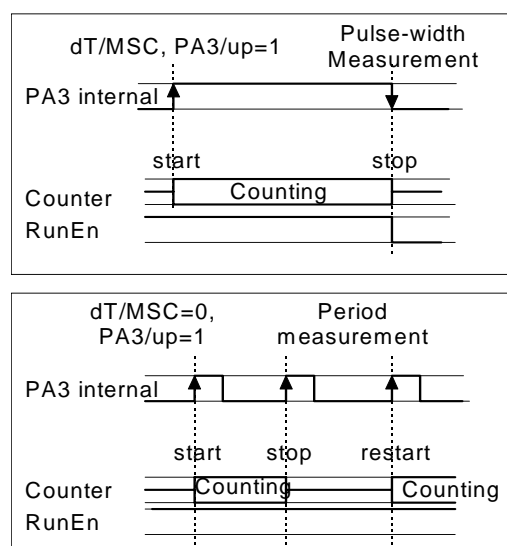 dT/MSC, PA3/up=1
Pulse-width
Measurement
PA3 internal
start
stop
Counter
Counting
RunEn
dT/MSC=0,
PA3/up=1
Period
measurement
PA3 internal
start
stop
restart
Counter
Counting
Counting
RunEn